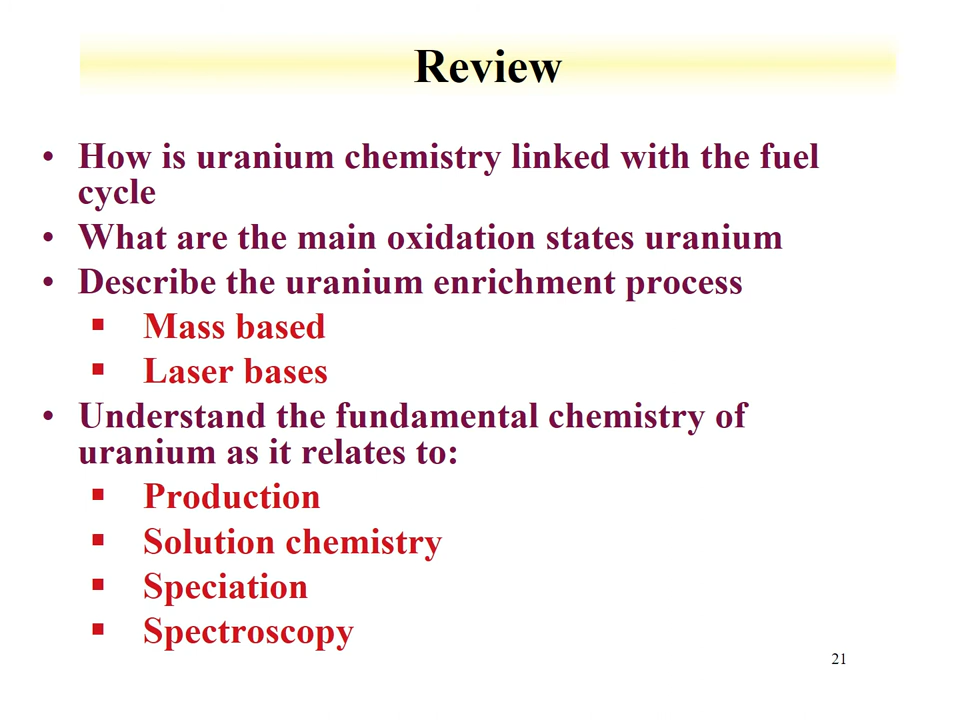 Review
• How is uranium chemistry linked with the fuel
cycle
• What are the main oxidation states uranium
• Describe the uranium enrichment process
▪ Mass based
▪ Laser bases
• Understand the fundamental chemistry of
uranium as it relates to:
▪ Production
▪ Solution chemistry
▪ Speciation
▪ Spectroscopy
21